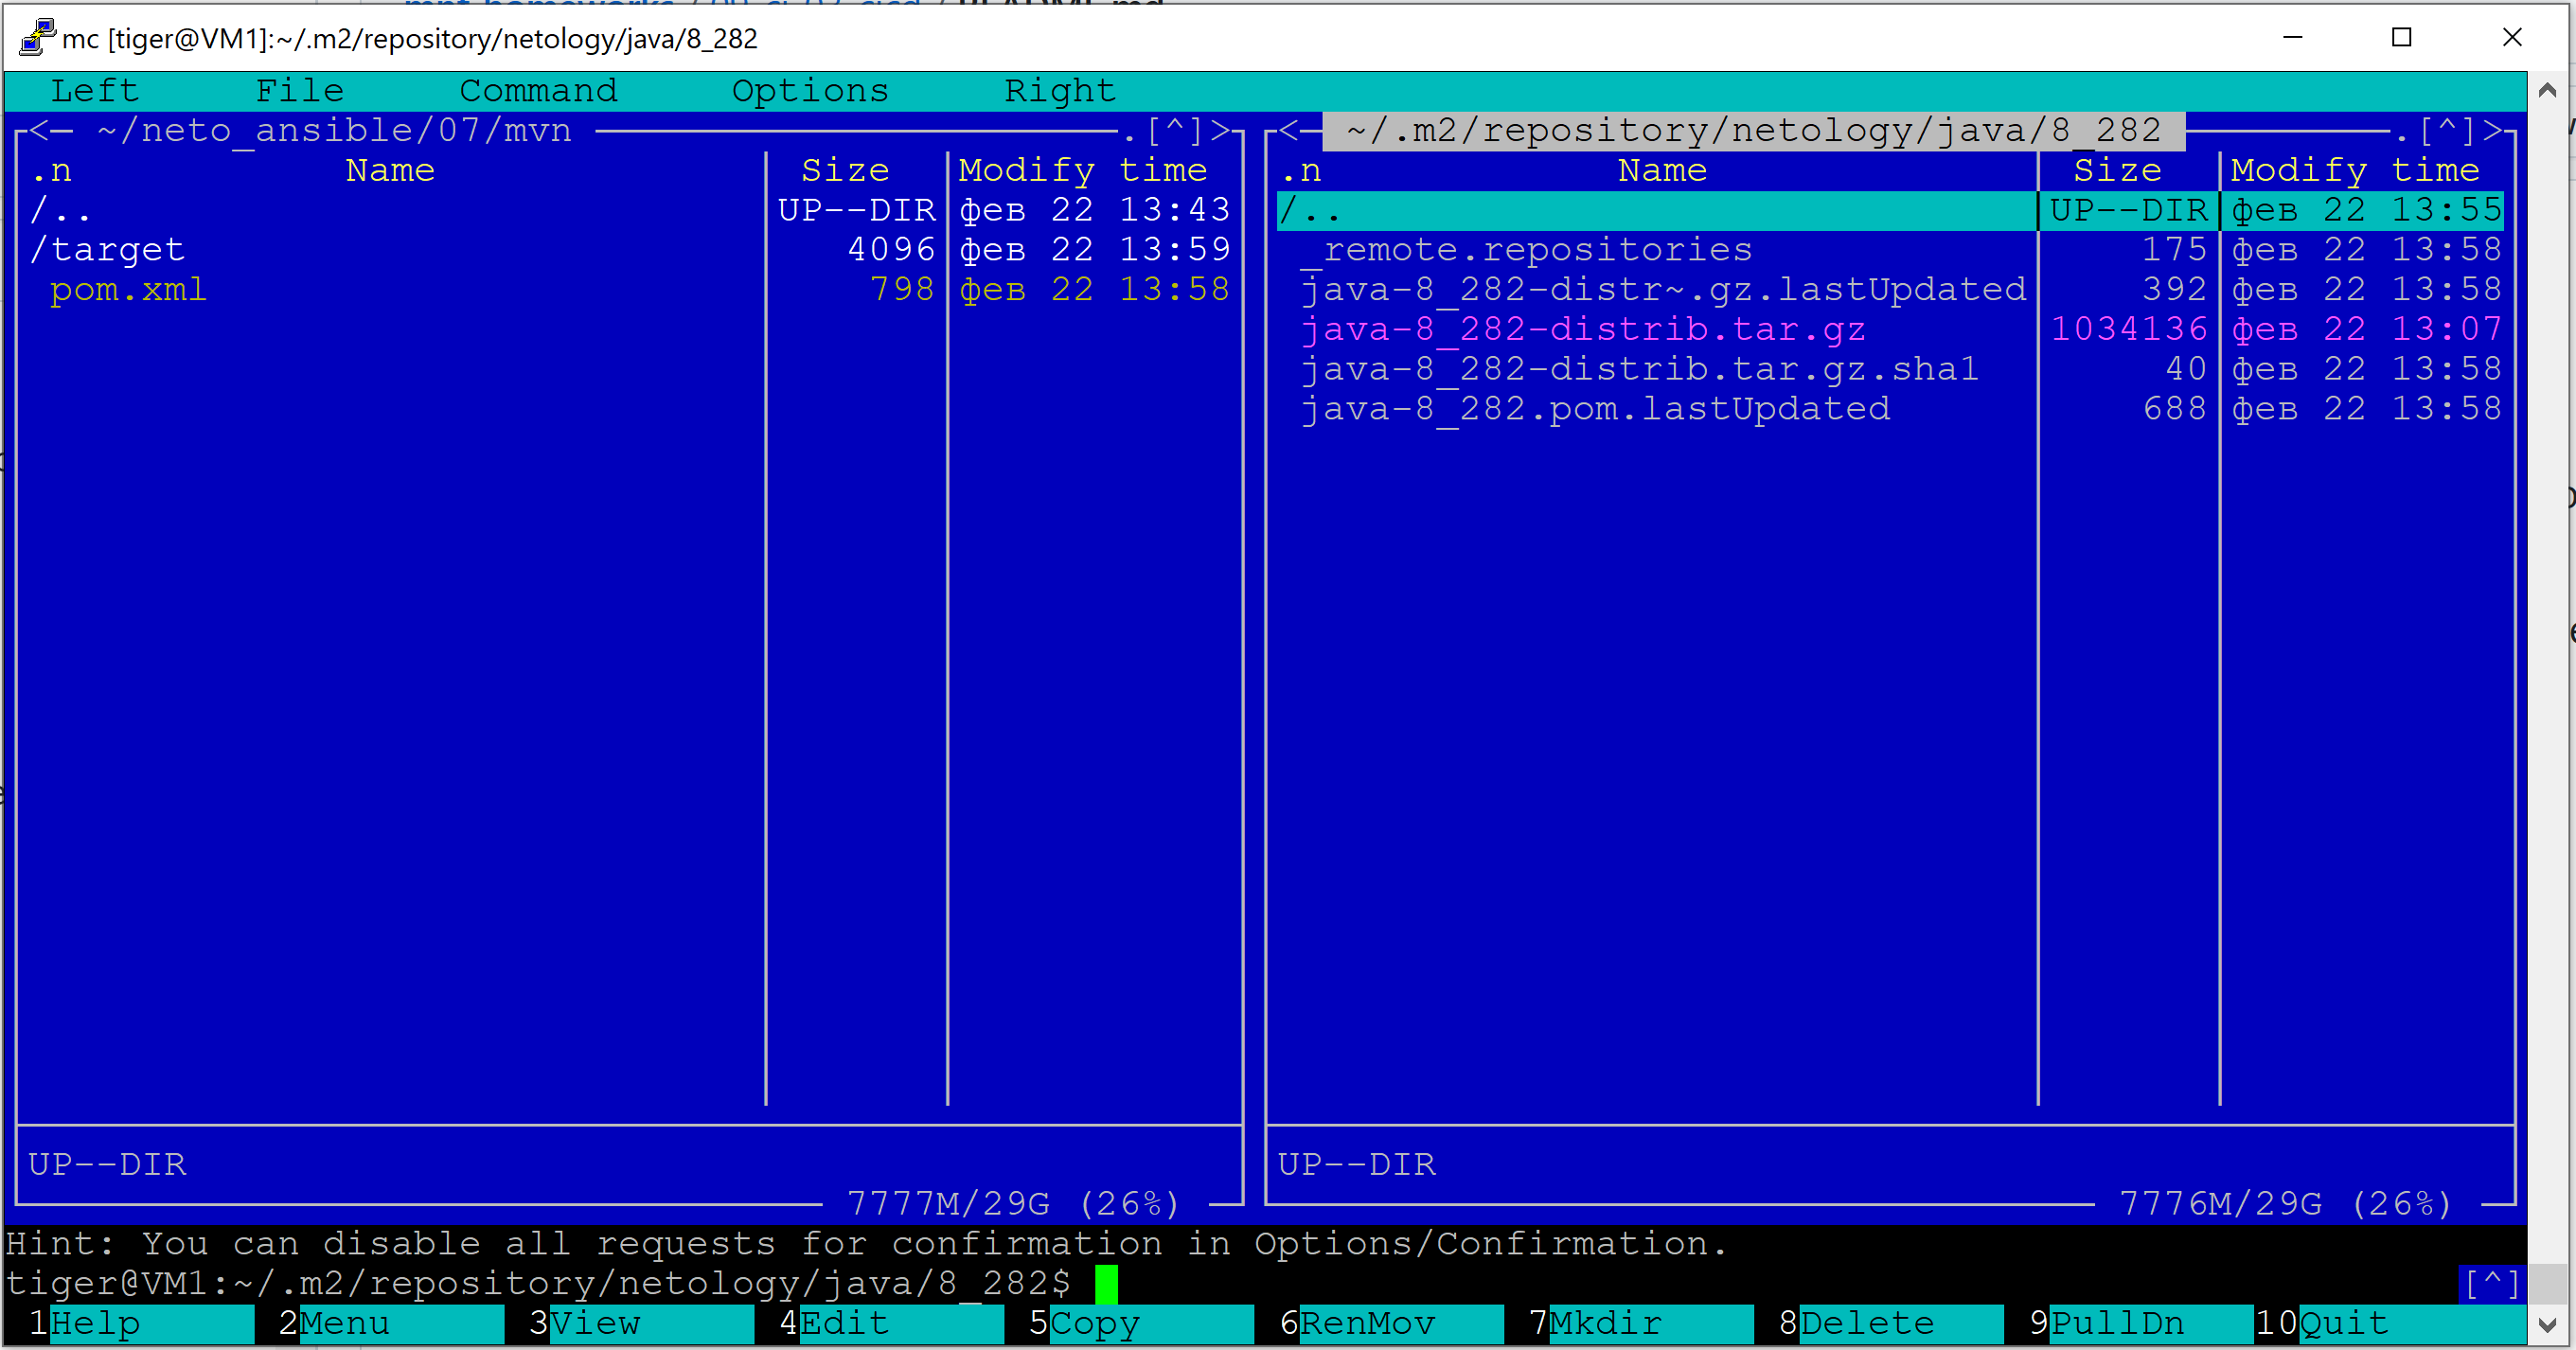 mc [tiger@VM1]:~/.m2/repository/netology/java/8_282
Left File Command Options Right
<─ ~/neto_ansible/07/mvn .[^]>
.n Name Size Modify time
/.. UP--DIR фев 22 13:43
/target 4096 фев 22 13:59
pom.xml 798 фев 22 13:58
UP--DIR
7777M/29G (26%)
<─ ~/.m2/repository/netology/java/8_282 .[^]>
.n Name Size Modify time
/.. UP--DIR фев 22 13:55
_remote.repositories 175 фев 22 13:58
java-8_282-distr~.gz.lastUpdated 392 фев 22 13:58
java-8_282-distrib.tar.gz 1034136 фев 22 13:07
java-8_282-distrib.tar.gz.sha1 40 фев 22 13:58
java-8_282.pom.lastUpdated 688 фев 22 13:58
UP--DIR
7776M/29G (26%)
Hint: You can disable all requests for confirmation in Options/Confirmation.
tiger@VM1:~/.m2/repository/netology/java/8_282$ [^]
1Help 2Menu 3View 4Edit 5Copy 6RenMov 7Mkdir 8Delete 9PullDn 10Quit